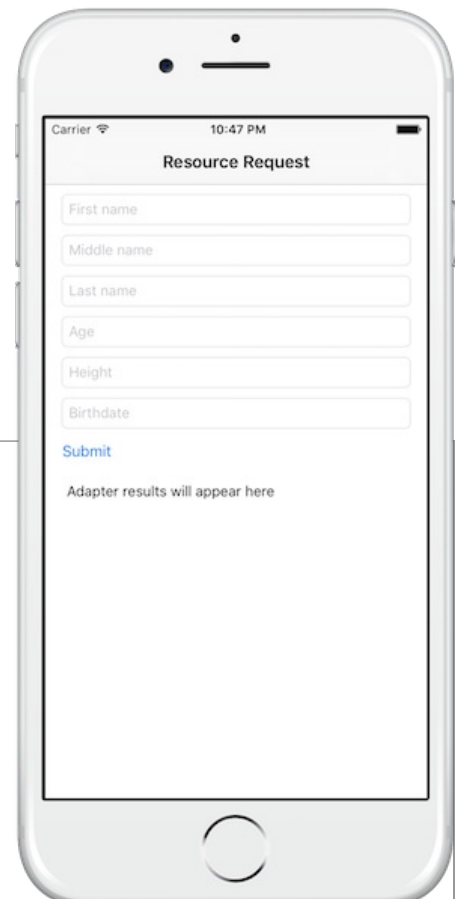 Carrier 10:47 PM
Resource Request
First name
Middle name
Last name
Age
Height
Birthdate
Submit
Adapter results will appear here